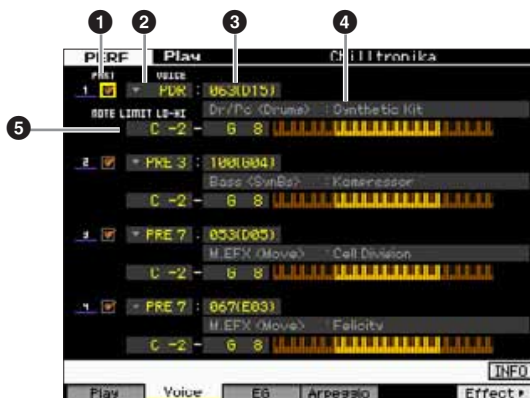 1 2 3 4
PERF Play Chilltronika
PART VOICE
1 PDR : 063(D15)
Dr/Pc <Drums> : Synthetic Kit
5 NOTE LIMIT LO-HI
C -2 - G 8
2 PRE 3 : 100(G04)
Bass <SynBs> : Kompressor
C -2 - G 8
3 PRE 7 : 053(D05)
M.EFX <Move> : Cell Division
C -2 - G 8
4 PRE 7 : 067(E03)
M.EFX <Move> : Felicity
C -2 - G 8
INFO
Play Voice EG Arpeggio Effect